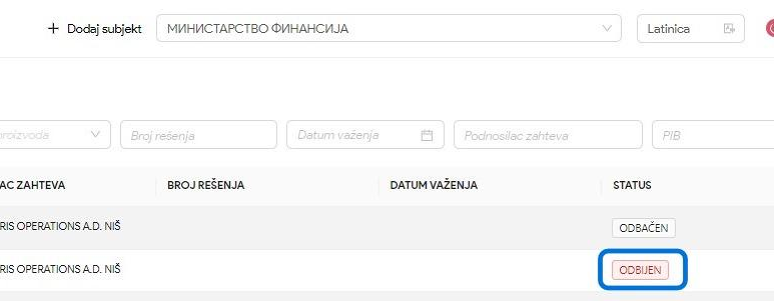 + Dodaj subjekt МИНИСТАРСТВО ФИНАНСИЈА Latinica
proizvoda Broj rešenja Datum važenja Podnosilac zahteva PIB
AC ZAHTEVA BROJ REŠENJA DATUM VAŽENJA STATUS
RIS OPERATIONS A.D. NIŠ ODBAČEN
RIS OPERATIONS A.D. NIŠ ODBIJEN